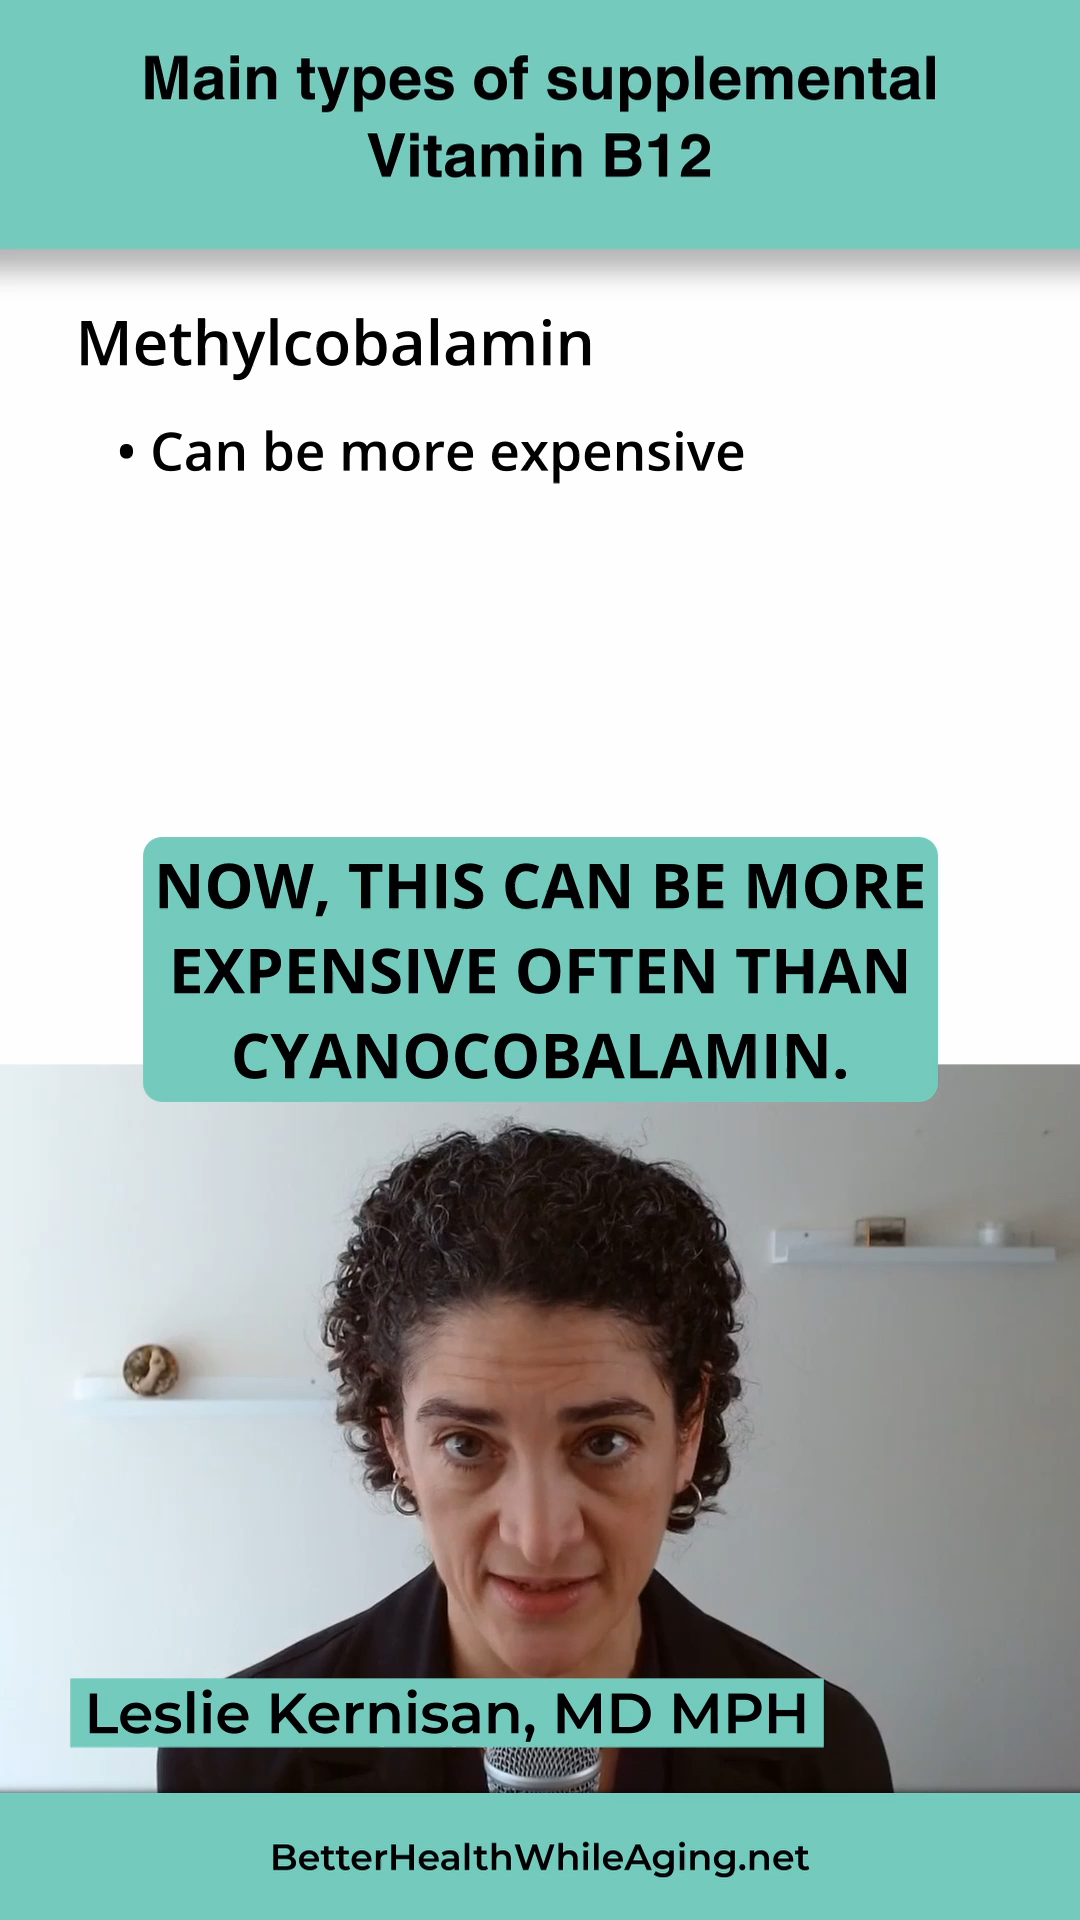 Main types of supplemental
Vitamin B12
Methylcobalamin
• Can be more expensive
NOW, THIS CAN BE MORE
EXPENSIVE OFTEN THAN
CYANOCOBALAMIN.
Leslie Kernisan, MD MPH
BetterHealthWhileAging.net